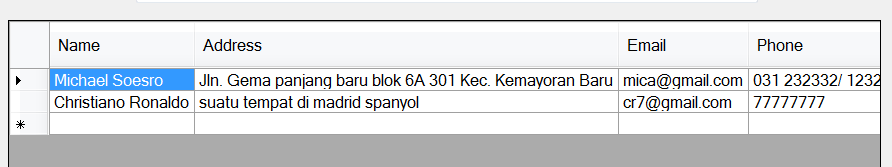 Name Address Email Phone
Michael Soesro Jln. Gema panjang baru blok 6A 301 Kec. Kemayoran Baru mica@gmail.com 031 232332/ 1232
Christiano Ronaldo suatu tempat di madrid spanyol cr7@gmail.com 77777777